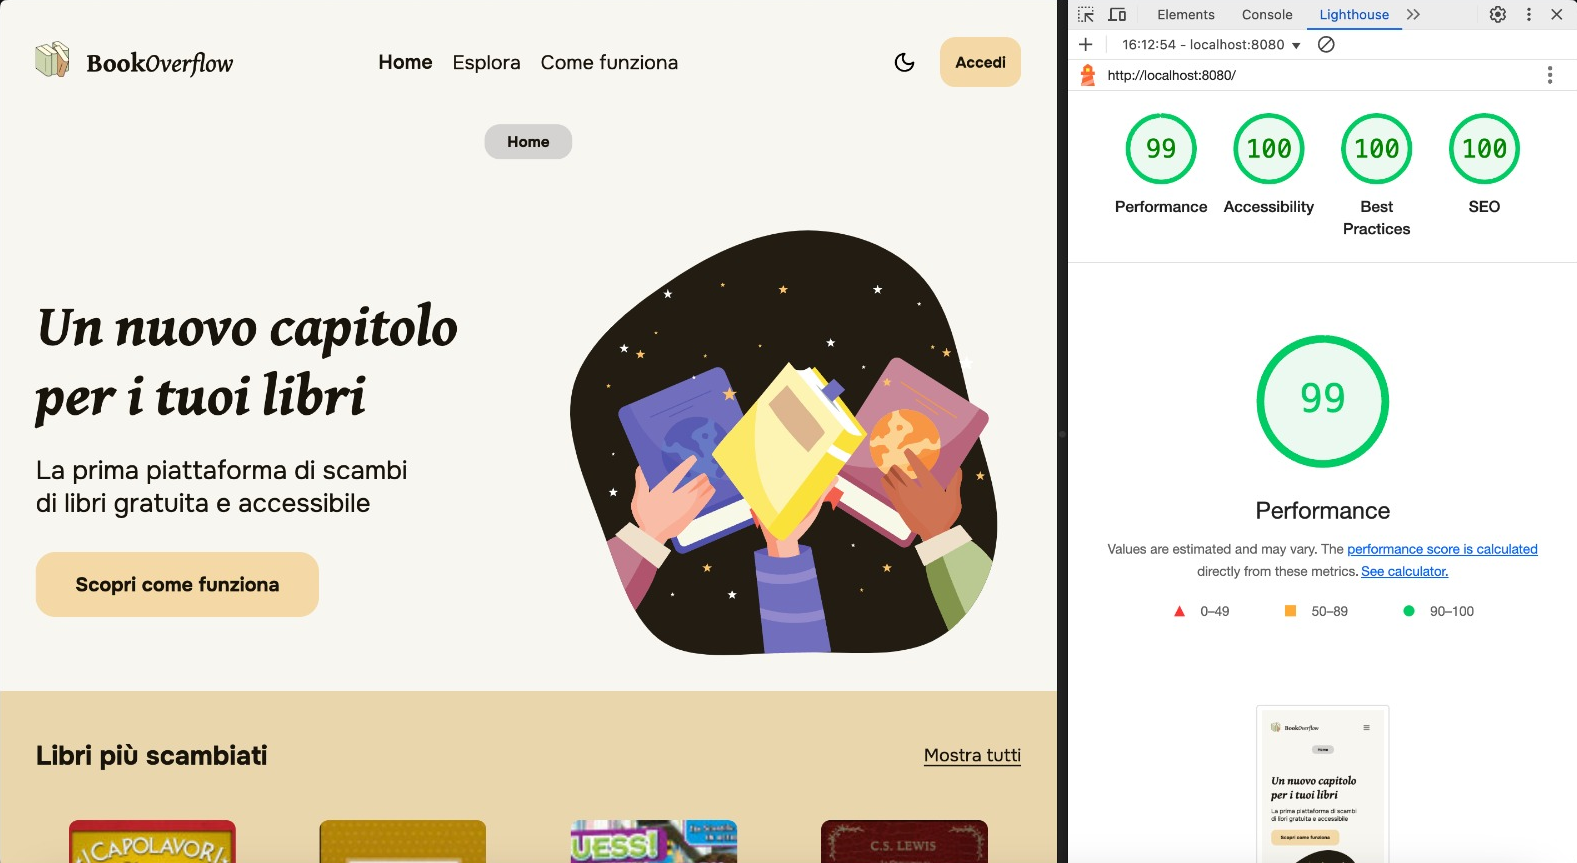 BookOverflow
Home
Esplora
Come funziona
Accedi
Home
Un nuovo capitolo
per i tuoi libri
La prima piattaforma di scambi
di libri gratuita e accessibile
Scopri come funziona
Libri più scambiati
Mostra tutti
CAPOLAVORI
UESS!
C.S. LEWIS
Elements
Console
Lighthouse
16:12:54 - localhost:8080
http://localhost:8080/
99
100
100
100
Performance
Accessibility
Best
Practices
SEO
99
Performance
Values are estimated and may vary. The performance score is calculated
directly from these metrics. See calculator.
0–49
50–89
90–100
BookOverflow
Home
Un nuovo capitolo
per i tuoi libri
La prima piattaforma di scambi
di libri gratuita e accessibile
Scopri come funziona